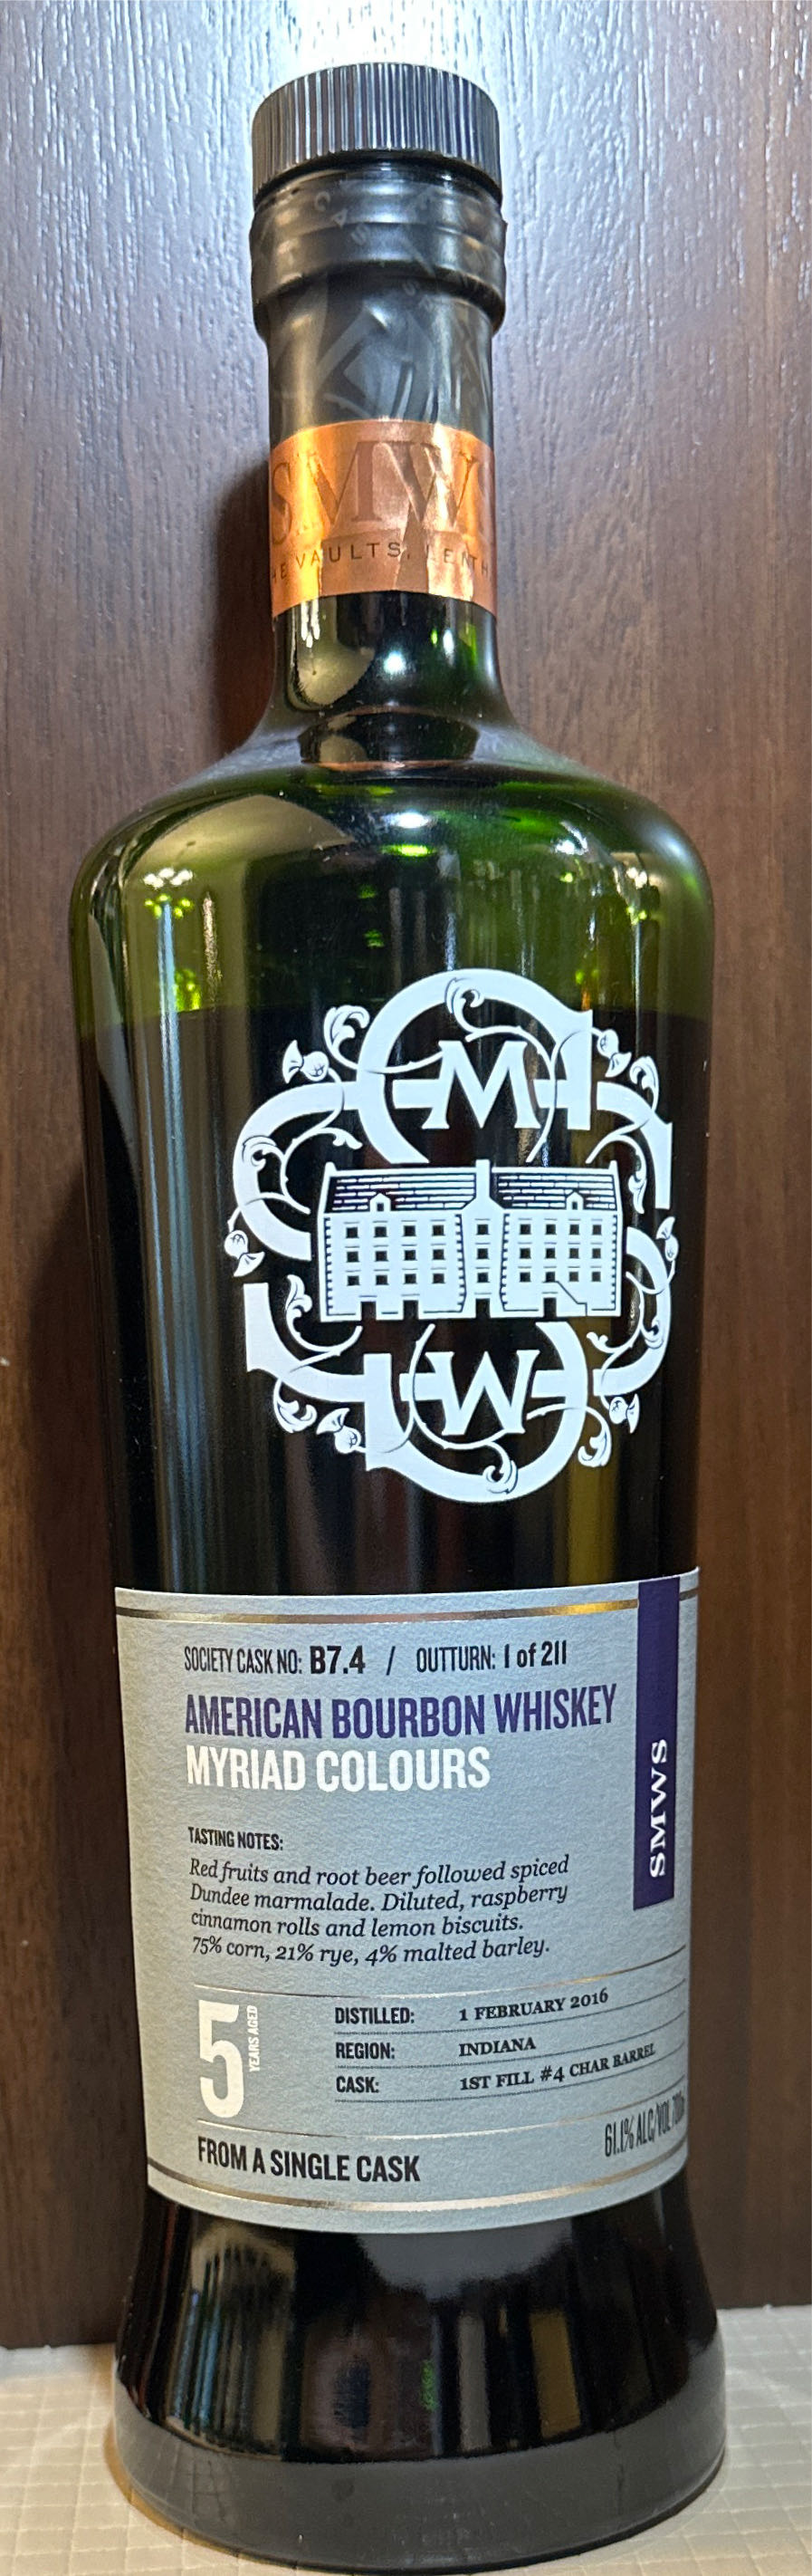 SMW
HE VAULTS, LEITH
M
W
SOCIETY CASK NO: B7.4 / OUTTURN: 1 of 211
AMERICAN BOURBON WHISKEY
MYRIAD COLOURS
SMWS
TASTING NOTES:
Red fruits and root beer followed spiced
Dundee marmalade. Diluted, raspberry
cinnamon rolls and lemon biscuits.
75% corn, 21% rye, 4% malted barley.
5 YEARS AGED
DISTILLED: 1 FEBRUARY 2016
REGION: INDIANA
CASK: 1ST FILL #4 CHAR BARREL
61.1% ALC/VOL
FROM A SINGLE CASK